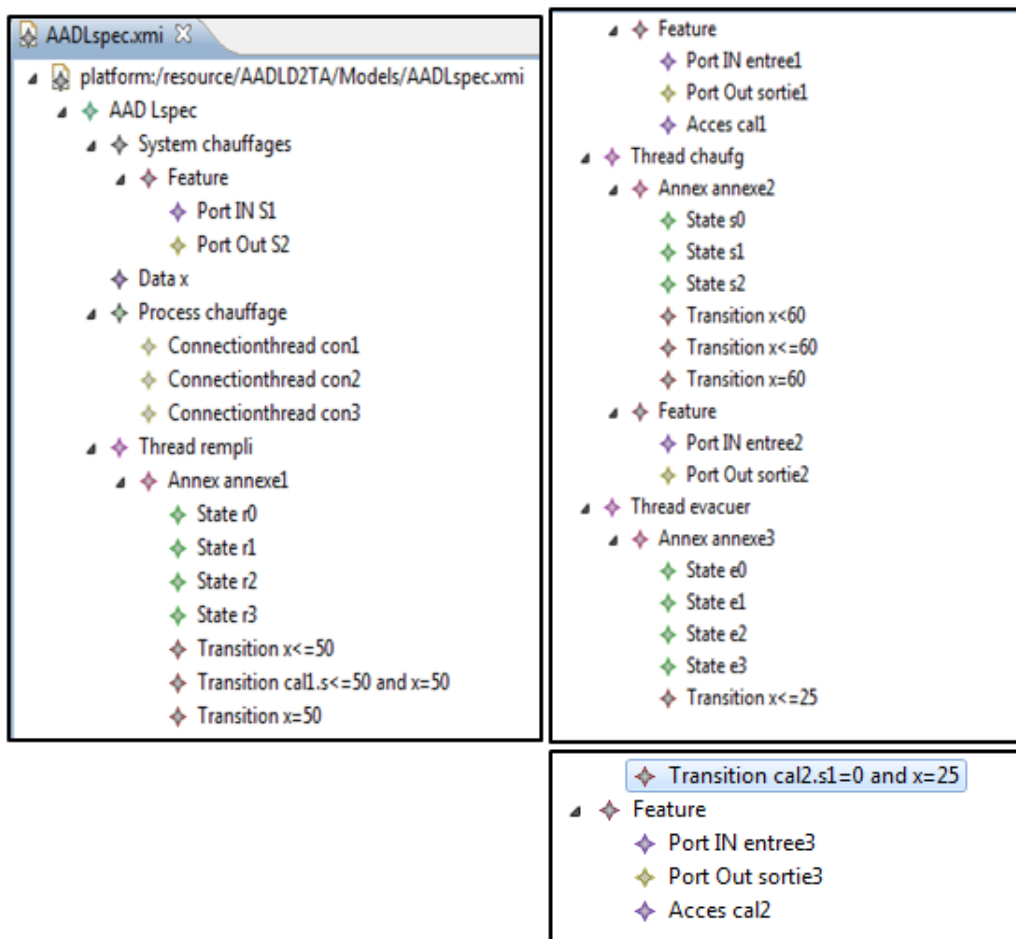 AADLspec.xmi
platform:/resource/AADLD2TA/Models/AADLspec.xmi
AAD Lspec
System chauffages
Feature
Port IN S1
Port Out S2
Data x
Process chauffage
Connectionthread con1
Connectionthread con2
Connectionthread con3
Thread rempli
Annex annexe1
State r0
State r1
State r2
State r3
Transition x<=50
Transition cal1.s<=50 and x=50
Transition x=50
Feature
Port IN entree1
Port Out sortie1
Acces cal1
Thread chaufg
Annex annexe2
State s0
State s1
State s2
Transition x<60
Transition x<=60
Transition x=60
Feature
Port IN entree2
Port Out sortie2
Thread evacuer
Annex annexe3
State e0
State e1
State e2
State e3
Transition x<=25
Transition cal2.s1=0 and x=25
Feature
Port IN entree3
Port Out sortie3
Acces cal2